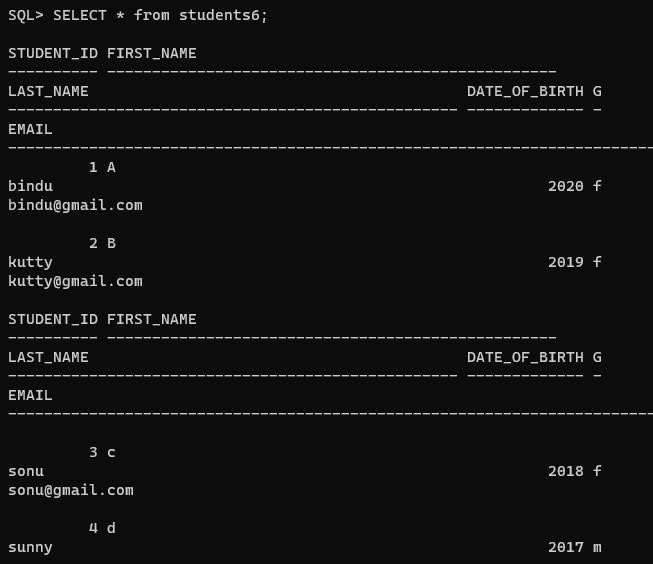 SQL> SELECT * from students6;
STUDENT_ID FIRST_NAME
---------- --------------------------------------------------
LAST_NAME                                          DATE_OF_BIRTH G
-------------------------------------------------- ------------- -
EMAIL
------------------------------------------------------------------------
         1 A
bindu                                                       2020 f
bindu@gmail.com
         2 B
kutty                                                       2019 f
kutty@gmail.com
STUDENT_ID FIRST_NAME
---------- --------------------------------------------------
LAST_NAME                                          DATE_OF_BIRTH G
-------------------------------------------------- ------------- -
EMAIL
------------------------------------------------------------------------
         3 c
sonu                                                        2018 f
sonu@gmail.com
         4 d
sunny                                                       2017 m